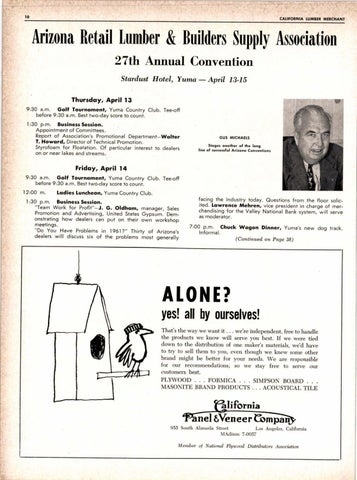 18
CALIFORNIA LUMBER MERCHANT
Arizona Retail Lumber & Builders Supply Association
27th Annual Convention
Stardust Hotel, Yuma — April 13-15
Thursday, April 13
9:30 a.m. Golf Tournament, Yuma Country Club. Tee-off
before 9:30 a.m. Best two-day score to count.
1:30 p.m. Business Session.
Appointment of Committees.
Report of Association's Promotional Department—Walter
T. Howard, Director of Technical Promotion.
Styrofoam for Floatation. Of particular interest to dealers
on or near lakes and streams.
Friday, April 14
9:30 a.m. Golf Tournament, Yuma Country Club. Tee-off
before 9:30 a.m. Best two-day score to count.
12:00 m. Ladies Luncheon, Yuma Country Club.
1:30 p.m. Business Session.
"Team Work for Profit"—J. G. Oldham, manager, Sales
Promotion and Advertising, United States Gypsum. Dem-
onstrating how dealers can put on their own workshop
meetings.
"Do You Have Problems in 1961?" Thirty of Arizona's
dealers will discuss six of the problems most generally
GUS MICHAELS
Stages another of the long
line of successful Arizona Conventions
facing the industry today. Questions from the floor solic-
ited. Lawrence Mehren, vice president in charge of mer-
chandising for the Valley National Bank system, will serve
as moderator.
7:00 p.m. Chuck Wagon Dinner, Yuma's new dog track.
Informal.
(Continued on Page 38)
ALONE?
yes! all by ourselves!
That's the way we want it . . . we're independent, free to handle
the products we know will serve you best. If we were tied
down to the distribution of one maker's materials, we'd have
to try to sell them to you, even though we knew some other
brand might be better for your needs. We are responsible
for our recommendations, so we stay free to serve our
customers best.
PLYWOOD . . . FORMICA . . . SIMPSON BOARD . . .
MASONITE BRAND PRODUCTS . . . ACOUSTICAL TILE
California
Panel & Veneer Company
955 South Alameda Street Los Angeles, California
MAdison 7-0057
Member of National Plywood Distributors Association